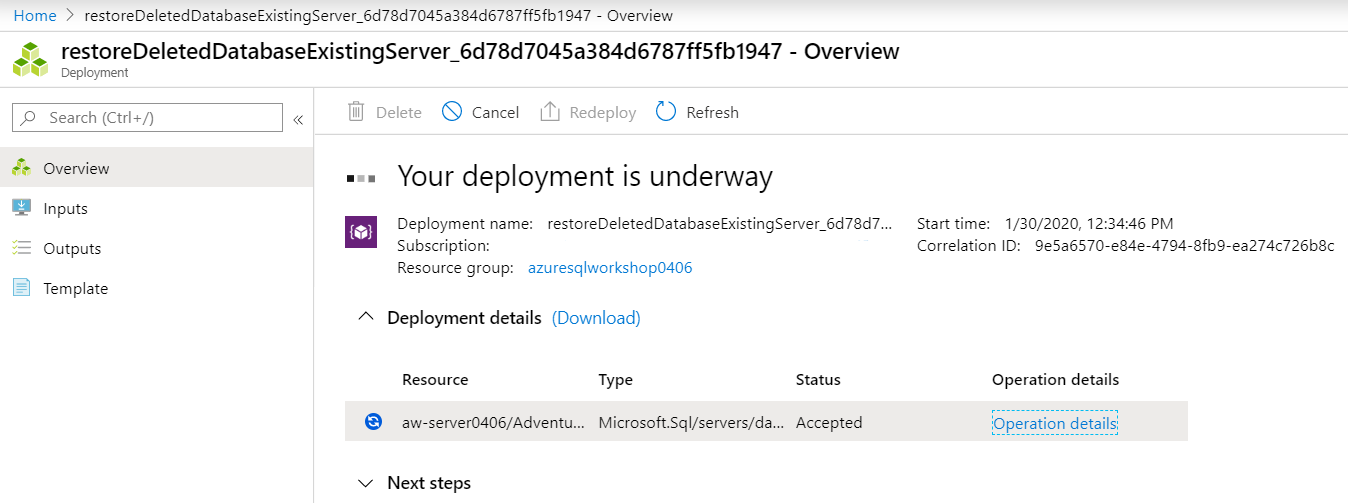 Home > restoreDeletedDatabaseExistingServer_6d78d7045a384d6787ff5fb1947 - Overview
restoreDeletedDatabaseExistingServer_6d78d7045a384d6787ff5fb1947 - Overview
Deployment
Search (Ctrl+/)
«
Delete
Cancel
Redeploy
Refresh
Overview
Inputs
Outputs
Template
Your deployment is underway
Deployment name: restoreDeletedDatabaseExistingServer_6d78d7...
Subscription:
Resource group: azuresqlworkshop0406
Start time: 1/30/2020, 12:34:46 PM
Correlation ID: 9e5a6570-e84e-4794-8fb9-ea274c726b8c
Deployment details (Download)
Resource Type Status Operation details
aw-server0406/Adventu... Microsoft.Sql/servers/da... Accepted Operation details
Next steps